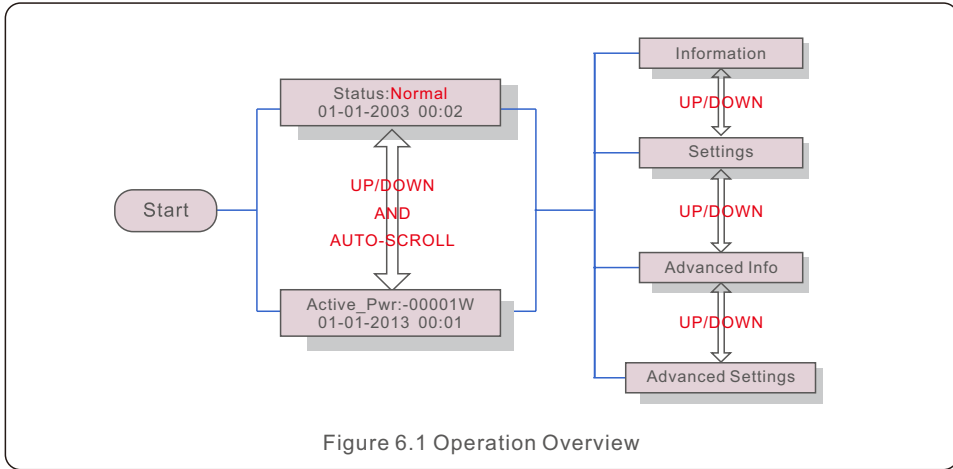 Start
Status:Normal
01-01-2003 00:02
UP/DOWN
AND
AUTO-SCROLL
Active_Pwr:-00001W
01-01-2013 00:01
Information
UP/DOWN
Settings
UP/DOWN
Advanced Info
UP/DOWN
Advanced Settings
Figure 6.1 Operation Overview